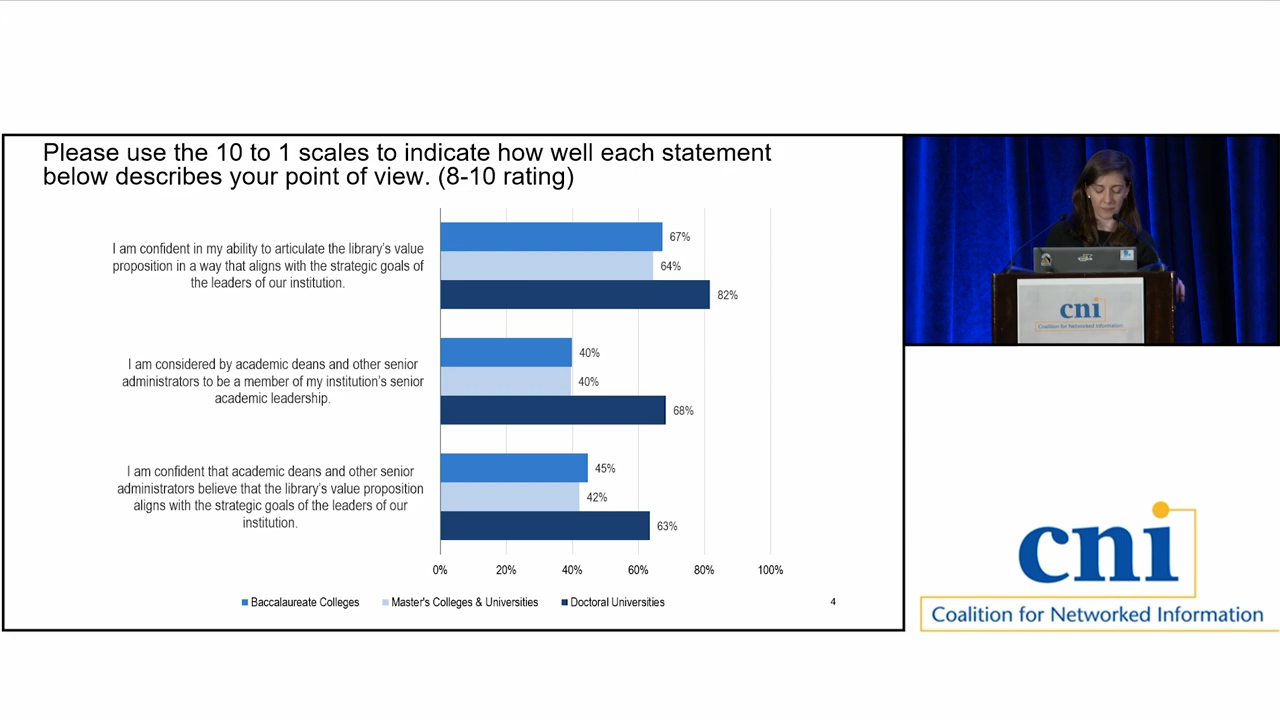 Please use the 10 to 1 scales to indicate how well each statement
below describes your point of view. (8-10 rating)
I am confident in my ability to articulate the library's value
proposition in a way that aligns with the strategic goals of
the leaders of our institution.
67%
64%
82%
I am considered by academic deans and other senior
administrators to be a member of my institution's senior
academic leadership.
40%
40%
68%
I am confident that academic deans and other senior
administrators believe that the library's value proposition
aligns with the strategic goals of the leaders of our
institution.
45%
42%
63%
0% 20% 40% 60% 80% 100%
Baccalaureate Colleges Master's Colleges & Universities Doctoral Universities
4
cni
Coalition for Networked Information
cni
Coalition for Networked Information